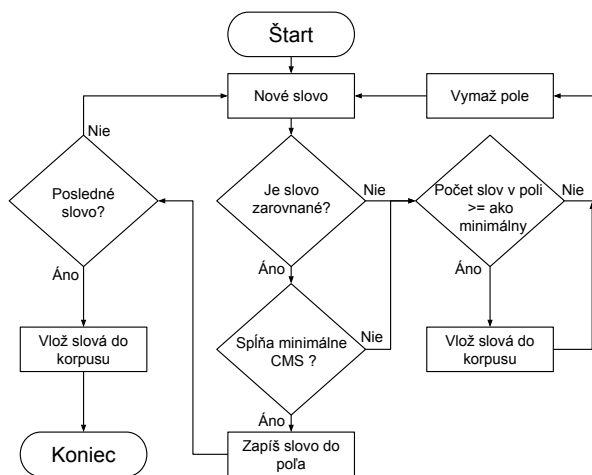 Štart
Nové slovo
Vymaž pole
Nie
Posledné
slovo?
Je slovo
zarovnané?
Nie
Počet slov v poli
>= ako
minimálny
Nie
Áno
Áno
Áno
Vlož slová do
korpusu
Spĺňa minimálne
CMS ?
Nie
Vlož slová do
korpusu
Áno
Koniec
Zapíš slovo do
poľa